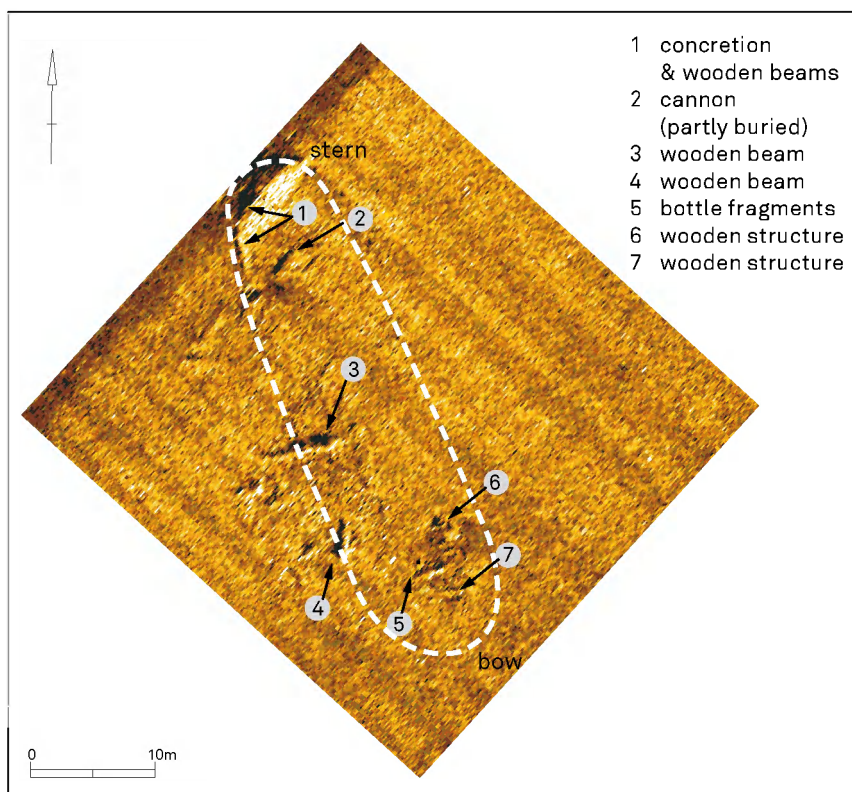 1 concretion
& wooden beams
2 cannon
(partly buried)
3 wooden beam
4 wooden beam
5 bottle fragments
6 wooden structure
7 wooden structure
stern
1
2
3
6
7
4
5
bow
0 10m